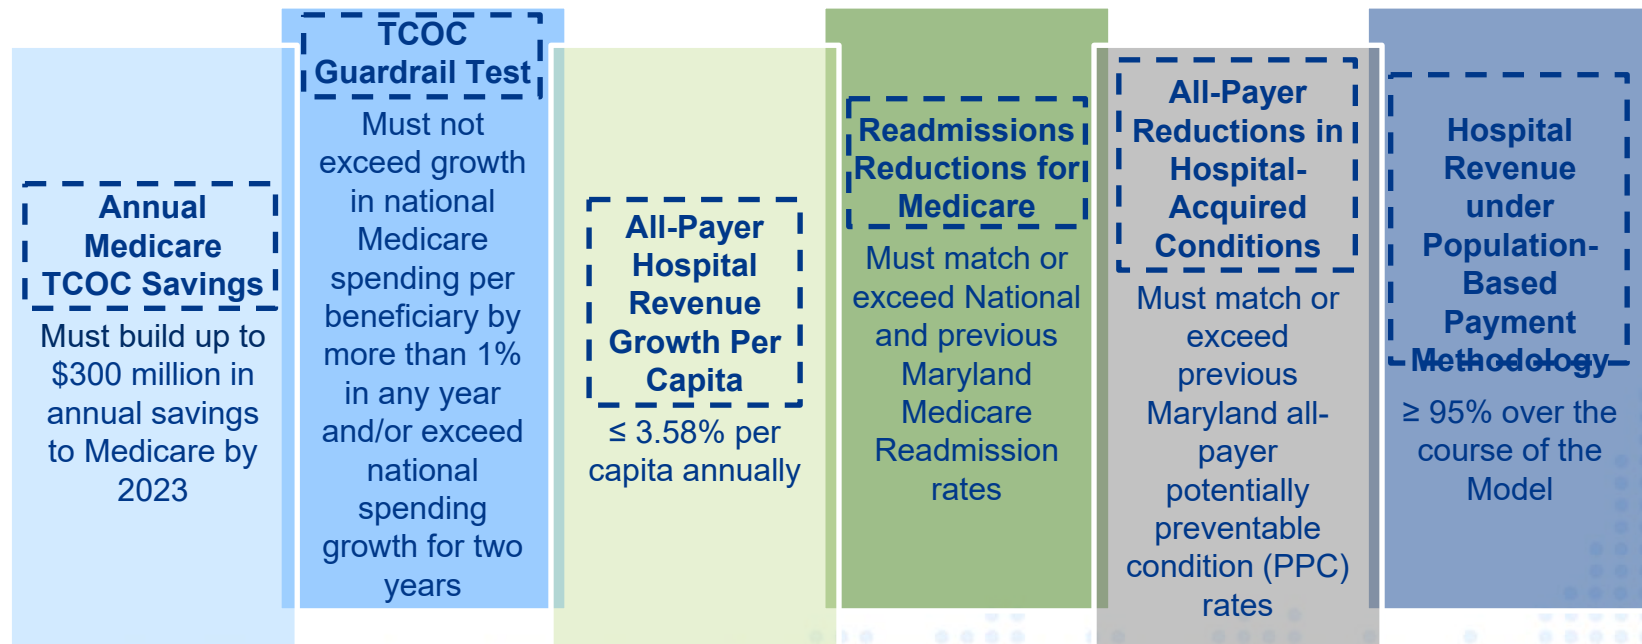 Annual
Medicare
TCOC Savings
Must build up to
$300 million in
annual savings
to Medicare by
2023
TCOC
Guardrail Test
Must not
exceed growth
in national
Medicare
spending per
beneficiary by
more than 1%
in any year
and/or exceed
national
spending
growth for two
years
All-Payer
Hospital
Revenue
Growth Per
Capita
≤ 3.58% per
capita annually
Readmissions
Reductions for
Medicare
Must match or
exceed National
and previous
Maryland
Medicare
Readmission
rates
All-Payer
Reductions in
Hospital-
Acquired
Conditions
Must match or
exceed
previous
Maryland all-
payer
potentially
preventable
condition (PPC)
rates
Hospital
Revenue
under
Population-
Based
Payment
Methodology
≥ 95% over the
course of the
Model